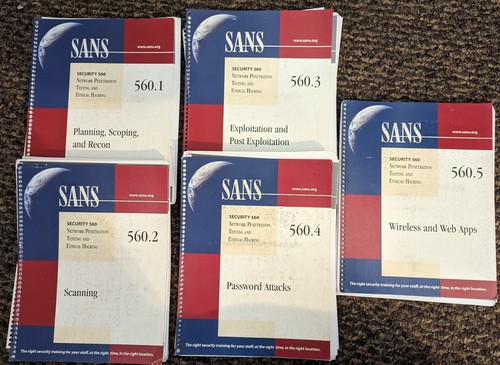 SANS
www.sans.org
SECURITY 560
NETWORK PENETRATION
TESTING AND
ETHICAL HACKING
560.1
Planning, Scoping,
and Recon
SANS
www.sans.org
SECURITY 560
NETWORK PENETRATION
TESTING AND
ETHICAL HACKING
560.3
Exploitation and
Post Exploitation
SANS
www.sans.org
SECURITY 560
NETWORK PENETRATION
TESTING AND
ETHICAL HACKING
560.5
Wireless and Web Apps
The right security training for your staff, at the right time, in the right location.
SANS
www.sans.org
SECURITY 560
NETWORK PENETRATION
TESTING AND
ETHICAL HACKING
560.2
Scanning
The right security training for your staff, at the right time, in the right location.
SANS
www.sans.org
SECURITY 560
NETWORK PENETRATION
TESTING AND
ETHICAL HACKING
560.4
Password Attacks
The right security training for your staff, at the right time, in the right location.